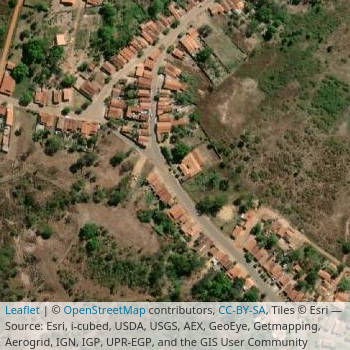 Leaflet | © OpenStreetMap contributors, CC-BY-SA, Tiles © Esri —
Source: Esri, i-cubed, USDA, USGS, AEX, GeoEye, Getmapping,
Aerogrid, IGN, IGP, UPR-EGP, and the GIS User Community